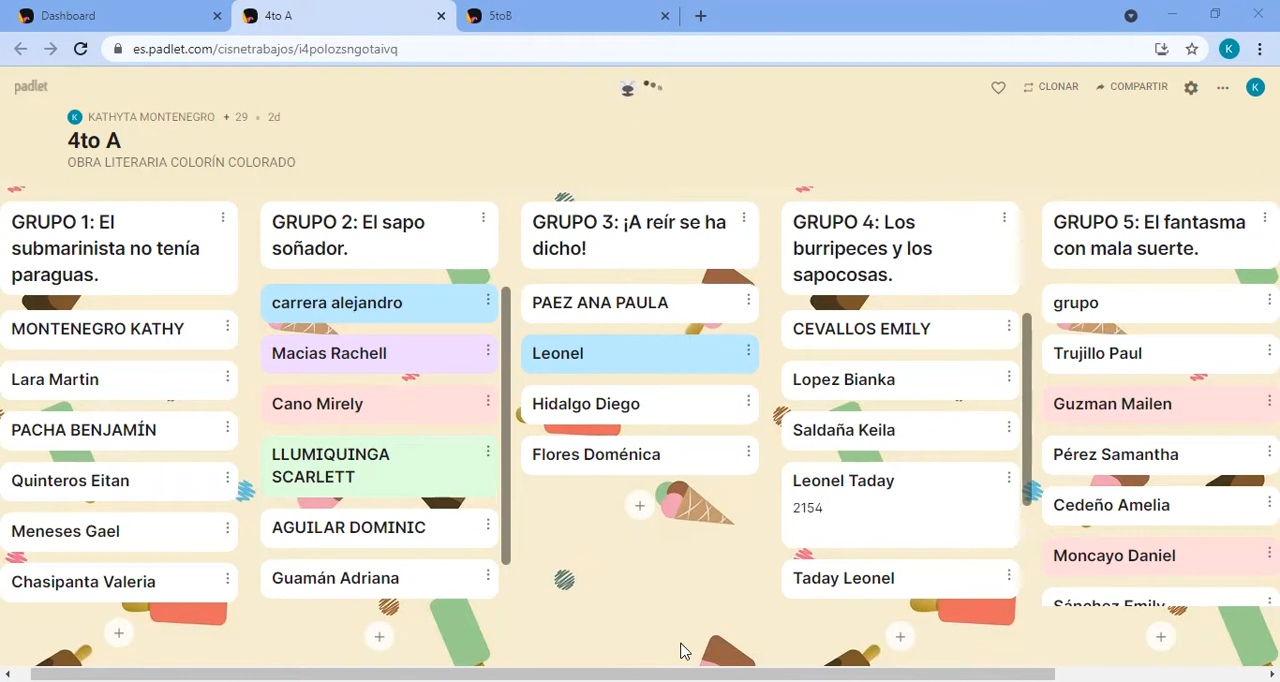 Dashboard
4to A
5toB
es.padlet.com/cisnetrabajos/i4polozsngotaivq
K
padlet
CLONAR
COMPARTIR
K
K KATHYTA MONTENEGRO + 29 • 2d
4to A
OBRA LITERARIA COLORÍN COLORADO
GRUPO 1: El
submarinista no tenía
paraguas.
MONTENEGRO KATHY
Lara Martin
PACHA BENJAMÍN
Quinteros Eitan
Meneses Gael
Chasipanta Valeria
GRUPO 2: El sapo
soñador.
carrera alejandro
Macias Rachell
Cano Mirely
LLUMIQUINGA
SCARLETT
AGUILAR DOMINIC
Guamán Adriana
GRUPO 3: ¡A reír se ha
dicho!
PAEZ ANA PAULA
Leonel
Hidalgo Diego
Flores Doménica
GRUPO 4: Los
burripeces y los
sapocosas.
CEVALLOS EMILY
Lopez Bianka
Saldaña Keila
Leonel Taday
2154
Taday Leonel
GRUPO 5: El fantasma
con mala suerte.
grupo
Trujillo Paul
Guzman Mailen
Pérez Samantha
Cedeño Amelia
Moncayo Daniel
Sánchez Emily